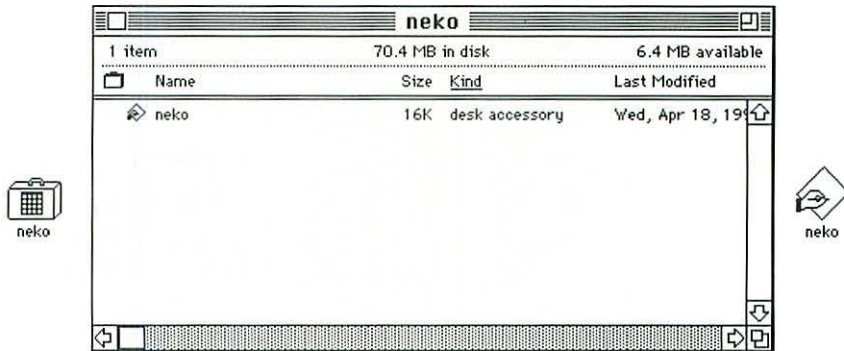 neko
1 item 70.4 MB in disk 6.4 MB available
Name Size Kind Last Modified
neko 16K desk accessory Wed, Apr 18, 199
neko
neko